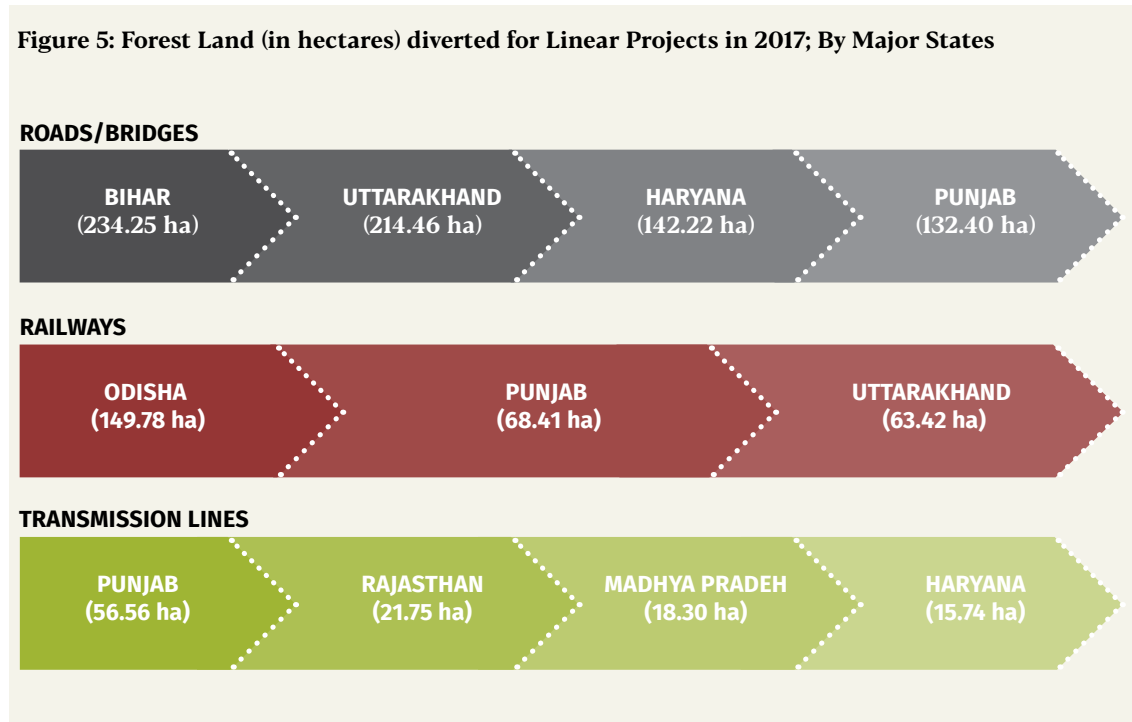 Figure 5: Forest Land (in hectares) diverted for Linear Projects in 2017; By Major States
ROADS/BRIDGES
BIHAR
(234.25 ha)
UTTARAKHAND
(214.46 ha)
HARYANA
(142.22 ha)
PUNJAB
(132.40 ha)
RAILWAYS
ODISHA
(149.78 ha)
PUNJAB
(68.41 ha)
UTTARAKHAND
(63.42 ha)
TRANSMISSION LINES
PUNJAB
(56.56 ha)
RAJASTHAN
(21.75 ha)
MADHYA PRADEH
(18.30 ha)
HARYANA
(15.74 ha)